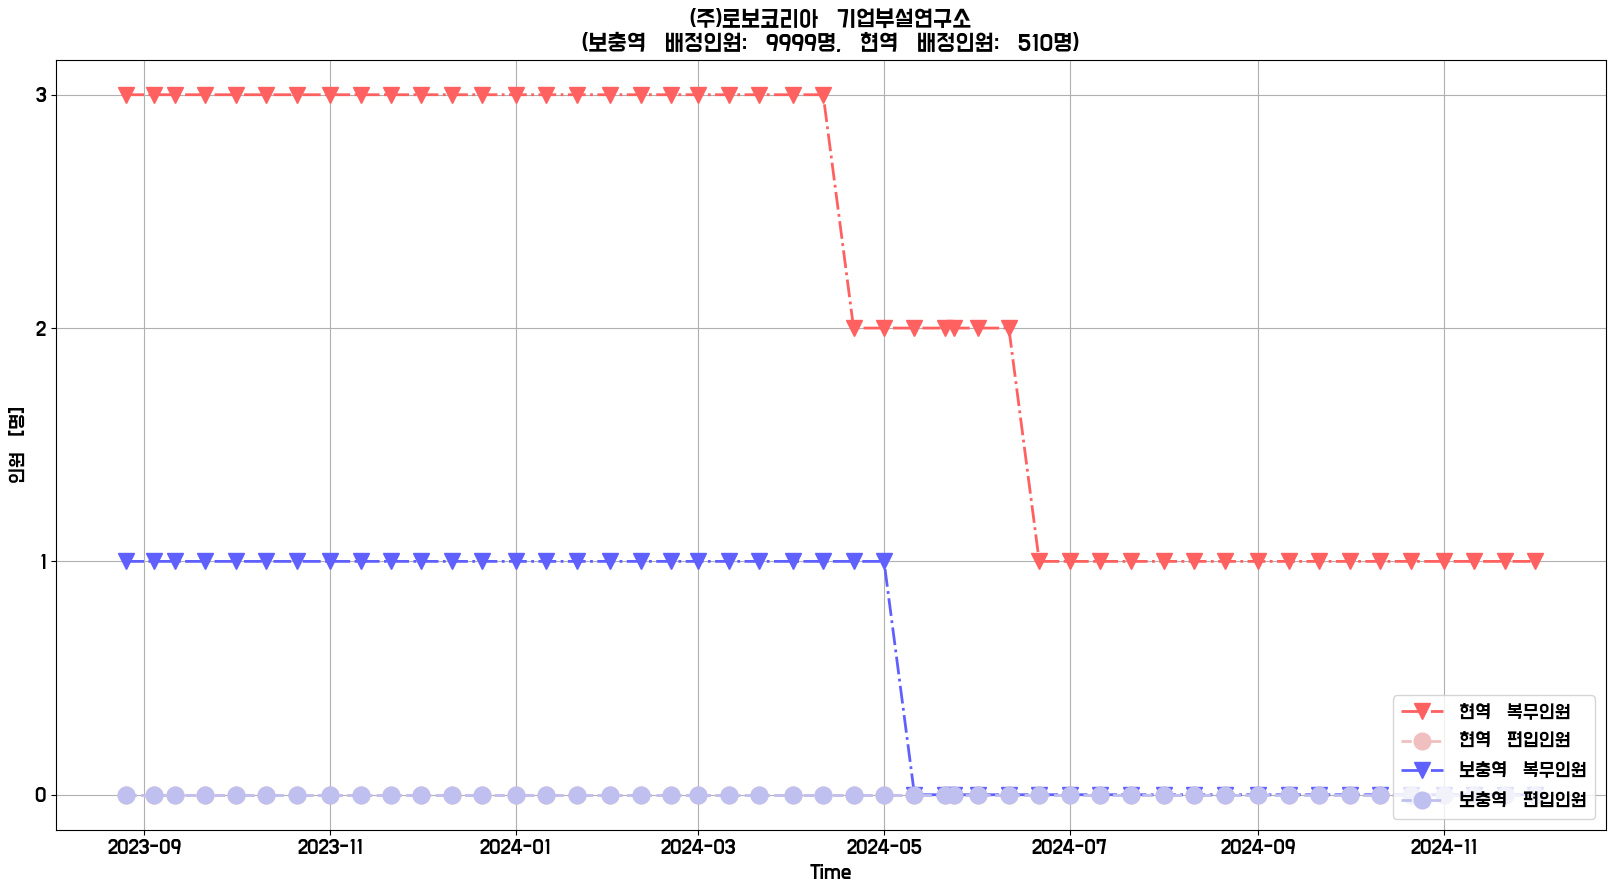 (주)로보코리아 기업부설연구소
(보충역 배정인원: 9999명, 현역 배정인원: 510명)
3
2
1
0
인원 [명]
2023-09 2023-11 2024-01 2024-03 2024-05 2024-07 2024-09 2024-11
Time
현역 복무인원
현역 편입인원
보충역 복무인원
보충역 편입인원